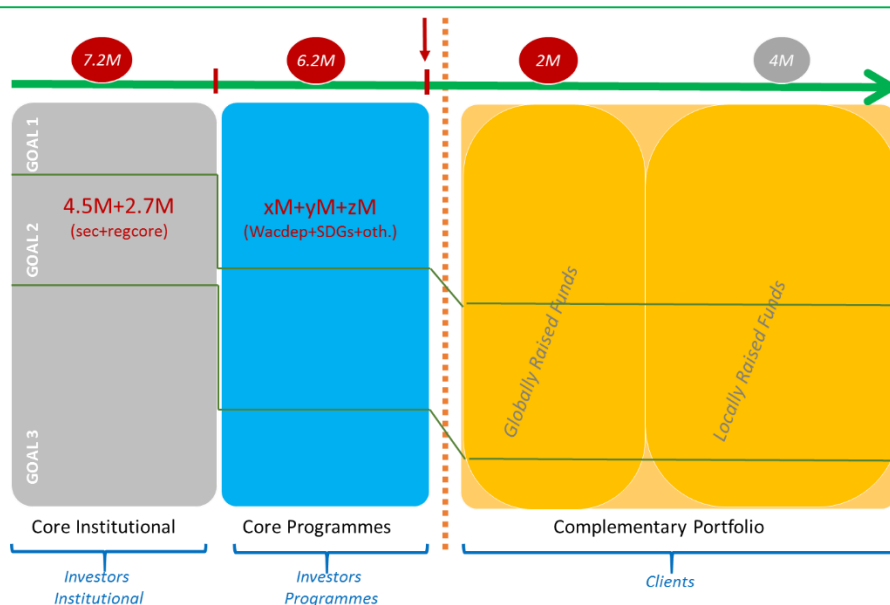 7.2M
6.2M
2M
4M
GOAL 1
GOAL 2
GOAL 3
4.5M+2.7M
(sec+regcore)
xM+yM+zM
(Wacdep+SDGs+oth.)
Globally Raised Funds
Locally Raised Funds
Core Institutional
Core Programmes
Complementary Portfolio
Investors
Institutional
Investors
Programmes
Clients